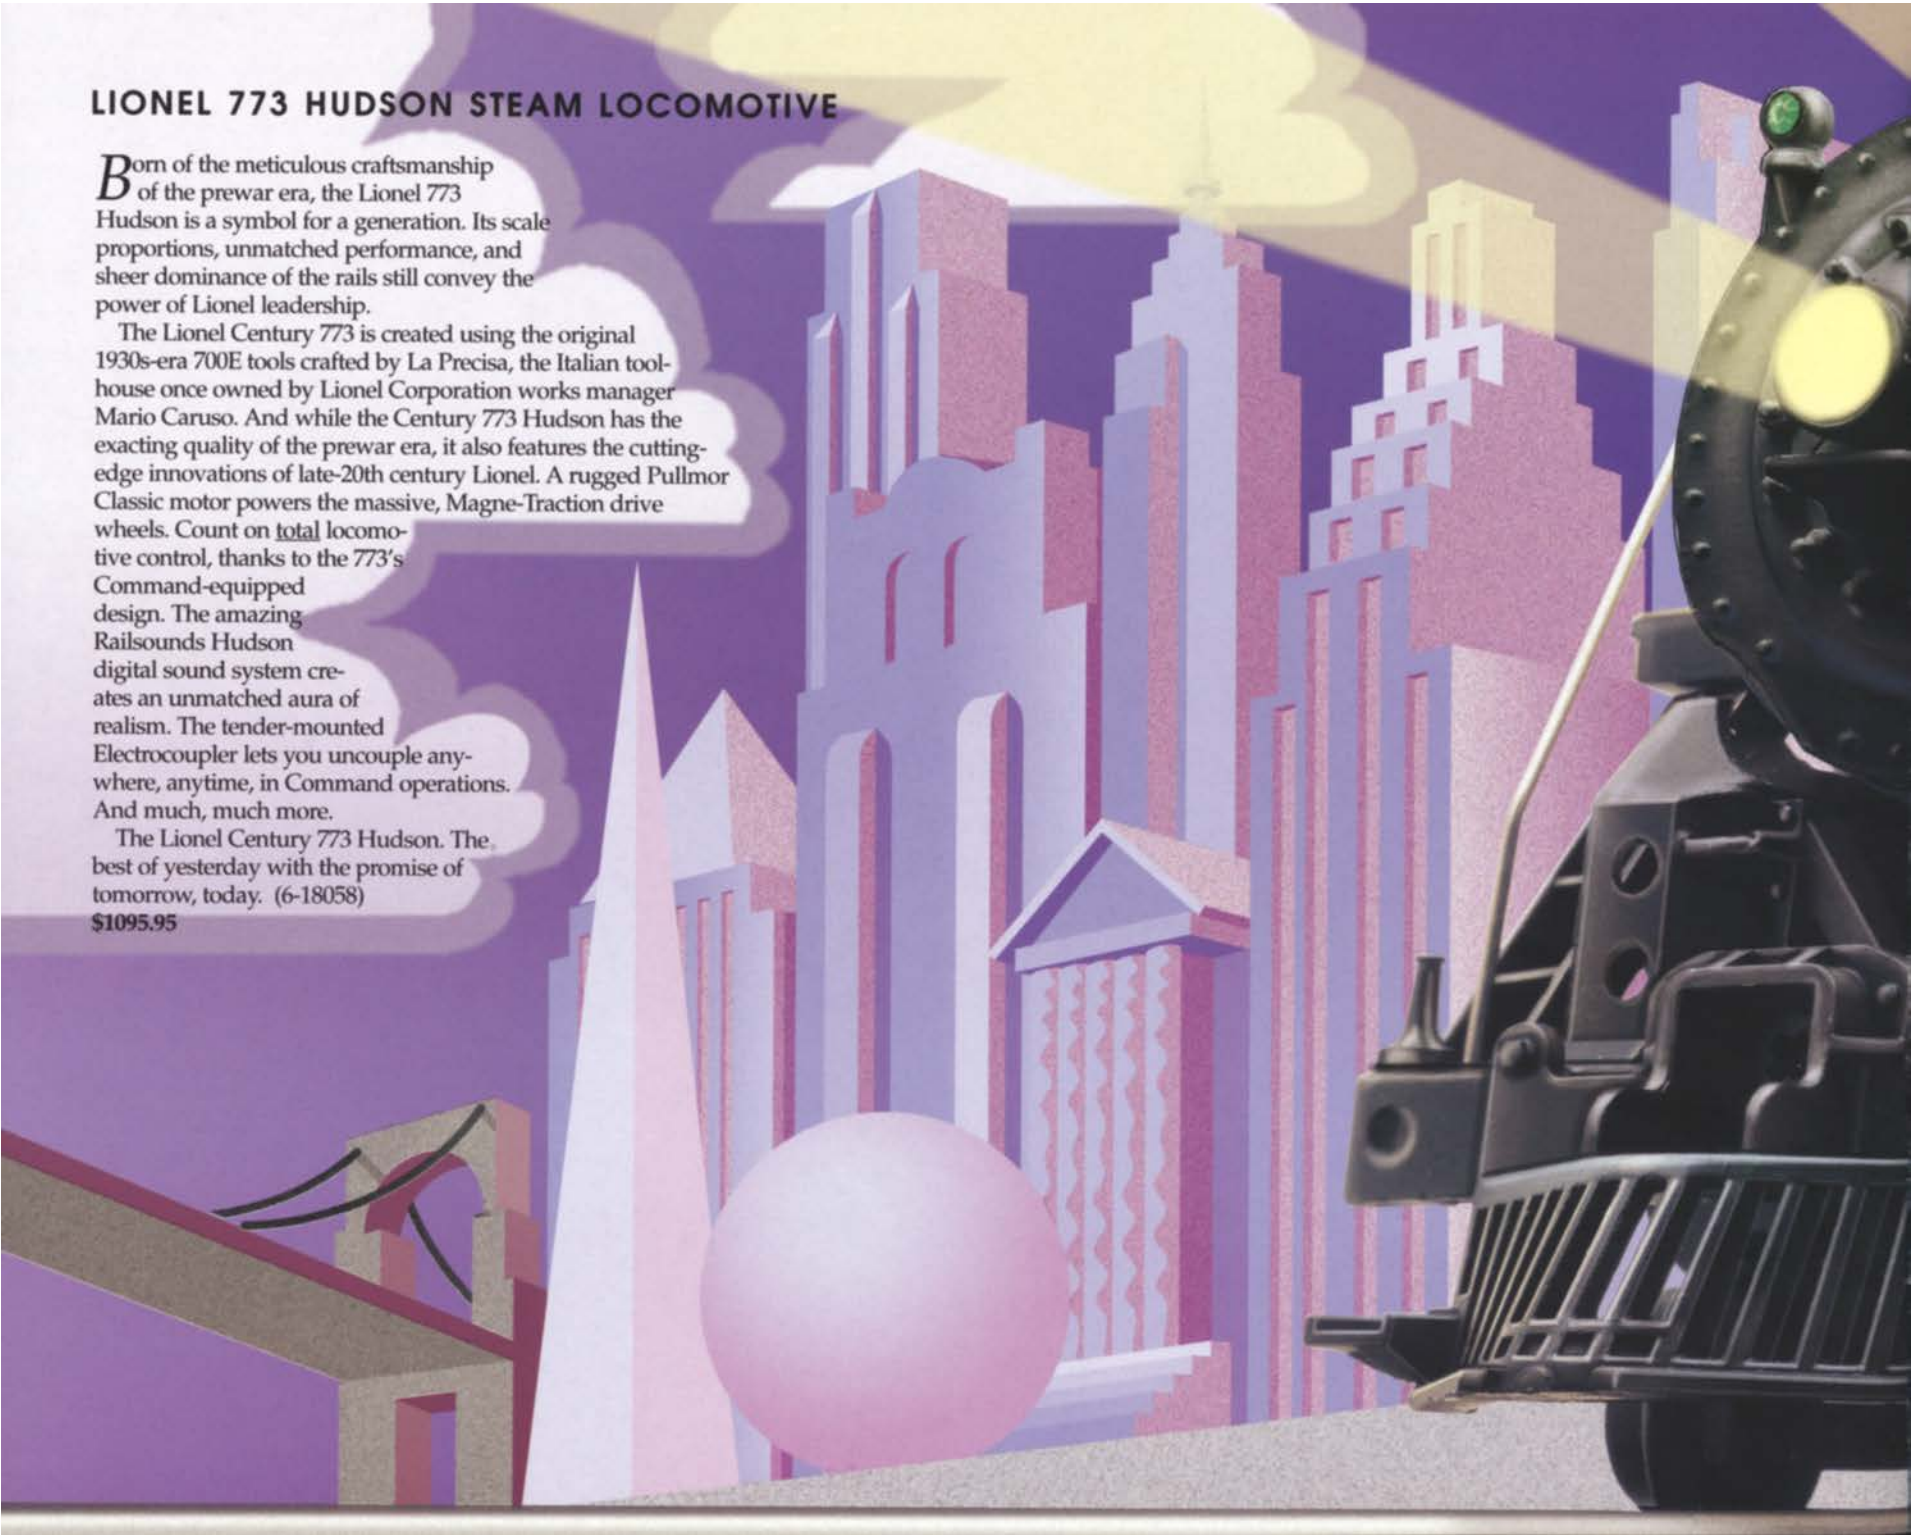 LIONEL 773 HUDSON STEAM LOCOMOTIVE
Born of the meticulous craftsmanship
of the prewar era, the Lionel 773
Hudson is a symbol for a generation. Its scale
proportions, unmatched performance, and
sheer dominance of the rails still convey the
power of Lionel leadership.
The Lionel Century 773 is created using the original
1930s-era 700E tools crafted by La Precisa, the Italian tool-
house once owned by Lionel Corporation works manager
Mario Caruso. And while the Century 773 Hudson has the
exacting quality of the prewar era, it also features the cutting-
edge innovations of late-20th century Lionel. A rugged Pullmor
Classic motor powers the massive, Magne-Traction drive
wheels. Count on total locomo-
tive control, thanks to the 773's
Command-equipped
design. The amazing
Railsounds Hudson
digital sound system cre-
ates an unmatched aura of
realism. The tender-mounted
Electrocoupler lets you uncouple any-
where, anytime, in Command operations.
And much, much more.
The Lionel Century 773 Hudson. The
best of yesterday with the promise of
tomorrow, today. (6-18058)
$1095.95